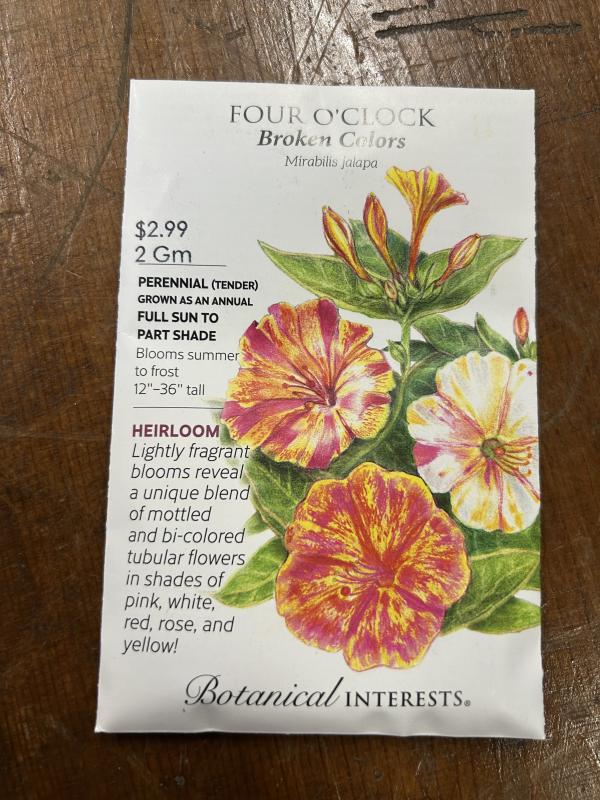 FOUR O'CLOCK
Broken Colors
Mirabilis jalapa
$2.99
2 Gm
PERENNIAL (TENDER)
GROWN AS AN ANNUAL
FULL SUN TO
PART SHADE
Blooms summer
to frost
12"–36" tall
HEIRLOOM
Lightly fragrant
blooms reveal
a unique blend
of mottled
and bi-colored
tubular flowers
in shades of
pink, white,
red, rose, and
yellow!
Botanical INTERESTS®